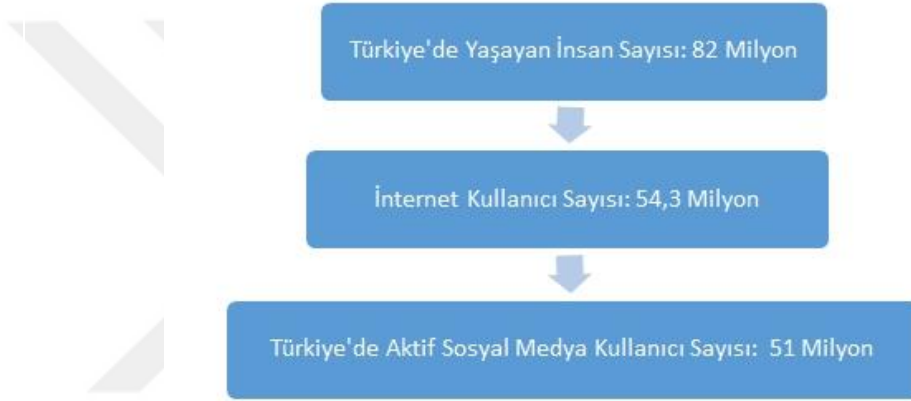 Türkiye'de Yaşayan İnsan Sayısı: 82 Milyon
İnternet Kullanıcı Sayısı: 54,3 Milyon
Türkiye'de Aktif Sosyal Medya Kullanıcı Sayısı: 51 Milyon